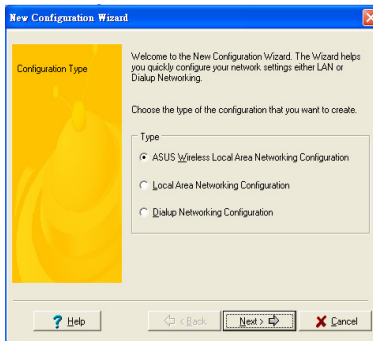 New Configuration Wizard
Configuration Type
Welcome to the New Configuration Wizard. The Wizard helps
you quickly configure your network settings either LAN or
Dialup Networking.
Choose the type of the configuration that you want to create.
Type
ASUS Wireless Local Area Networking Configuration
Local Area Networking Configuration
Dialup Networking Configuration
? Help
< Back
Next >
Cancel